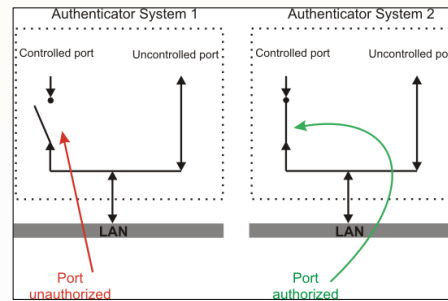 Authenticator System 1
Controlled port
Uncontrolled port
LAN
Port
unauthorized
Authenticator System 2
Controlled port
Uncontrolled port
LAN
Port
authorized